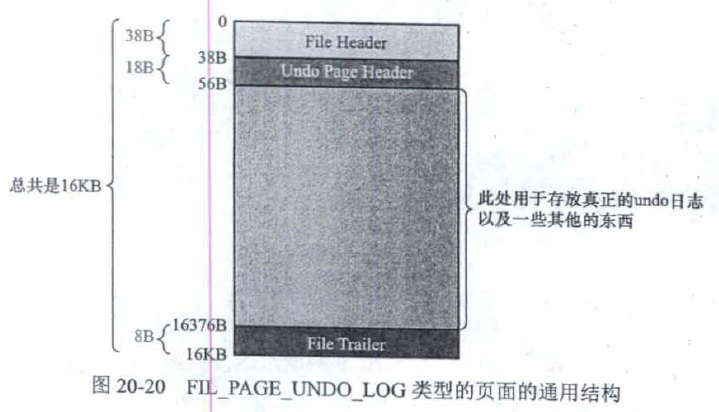 0
38B
File Header
38B
18B
Undo Page Header
56B
总共是16KB
此处用于存放真正的undo日志
以及一些其他的东西
16376B
8B
File Trailer
16KB
图 20-20 FIL_PAGE_UNDO_LOG 类型的页面的通用结构